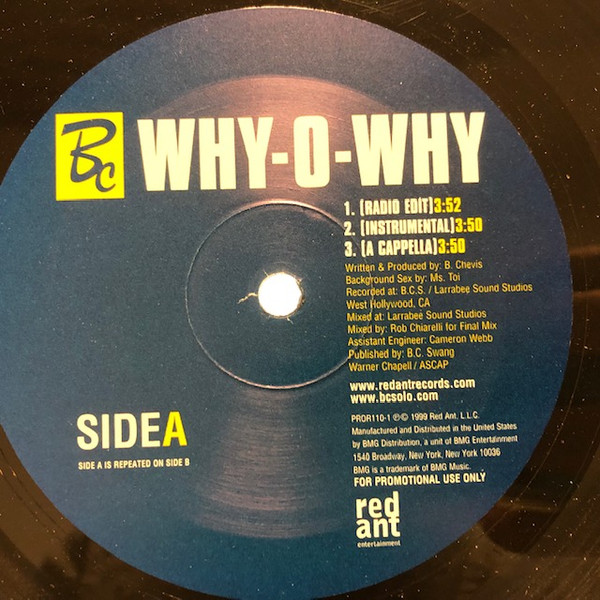 Bc WHY-O-WHY
1. (RADIO EDIT)3:52
2. (INSTRUMENTAL)3:50
3. (A CAPPELLA)3:50
Written & Produced by: B. Chevis
Background Sex by: Ms. Toi
Recorded at: B.C.S. / Larrabee Sound Studios
West Hollywood, CA
Mixed at: Larrabee Sound Studios
Mixed by: Rob Chiarelli for Final Mix
Assistant Engineer: Cameron Webb
Published by: B.C. Swang
Warner Chapell / ASCAP
www.redantrecords.com
www.bcsolo.com
SIDEA
SIDE A IS REPEATED ON SIDE B
PROR110-1 ℗© 1999 Red Ant. L.L.C.
Manufactured and Distributed in the United States
by BMG Distribution, a unit of BMG Entertainment
1540 Broadway, New York, New York 10036
BMG is a trademark of BMG Music.
FOR PROMOTIONAL USE ONLY
red
ant
entertainment